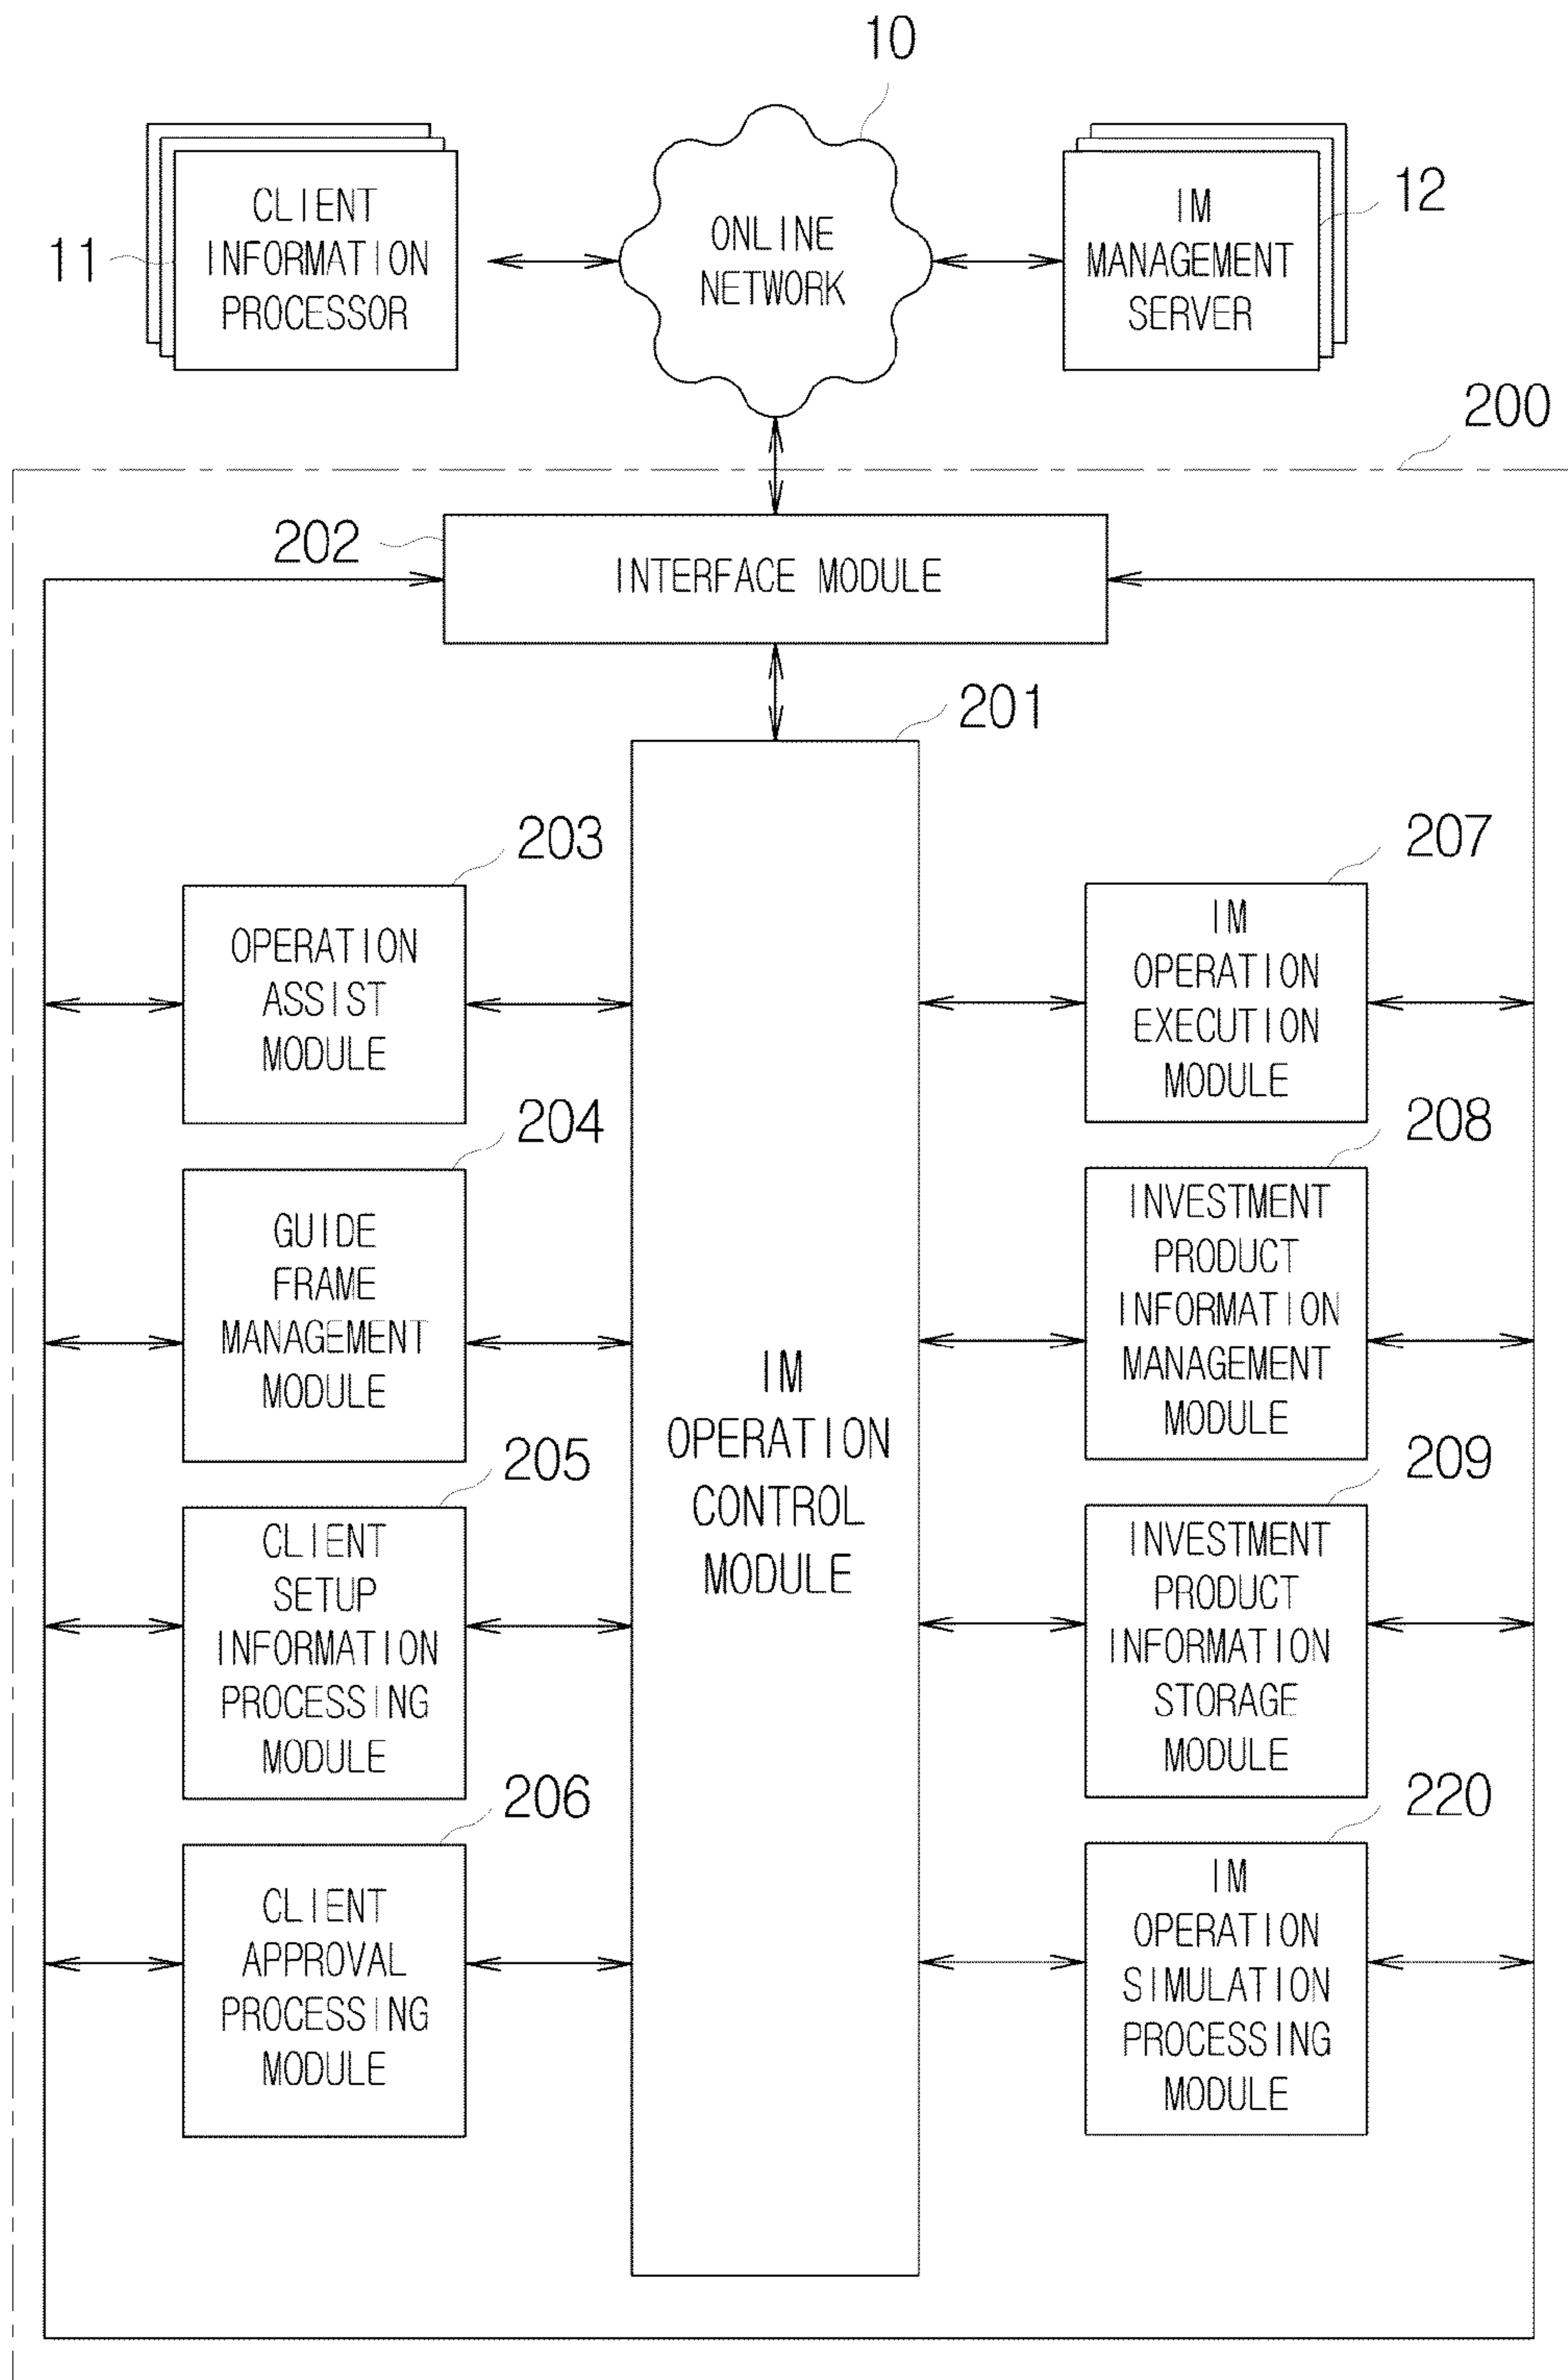 10
11
CLIENT
INFORMATION
PROCESSOR
ONLINE
NETWORK
IM
MANAGEMENT
SERVER
12
200
202
INTERFACE MODULE
201
IM
OPERATION
CONTROL
MODULE
203
OPERATION
ASSIST
MODULE
204
GUIDE
FRAME
MANAGEMENT
MODULE
205
CLIENT
SETUP
INFORMATION
PROCESSING
MODULE
206
CLIENT
APPROVAL
PROCESSING
MODULE
207
IM
OPERATION
EXECUTION
MODULE
208
INVESTMENT
PRODUCT
INFORMATION
MANAGEMENT
MODULE
209
INVESTMENT
PRODUCT
INFORMATION
STORAGE
MODULE
220
IM
OPERATION
SIMULATION
PROCESSING
MODULE